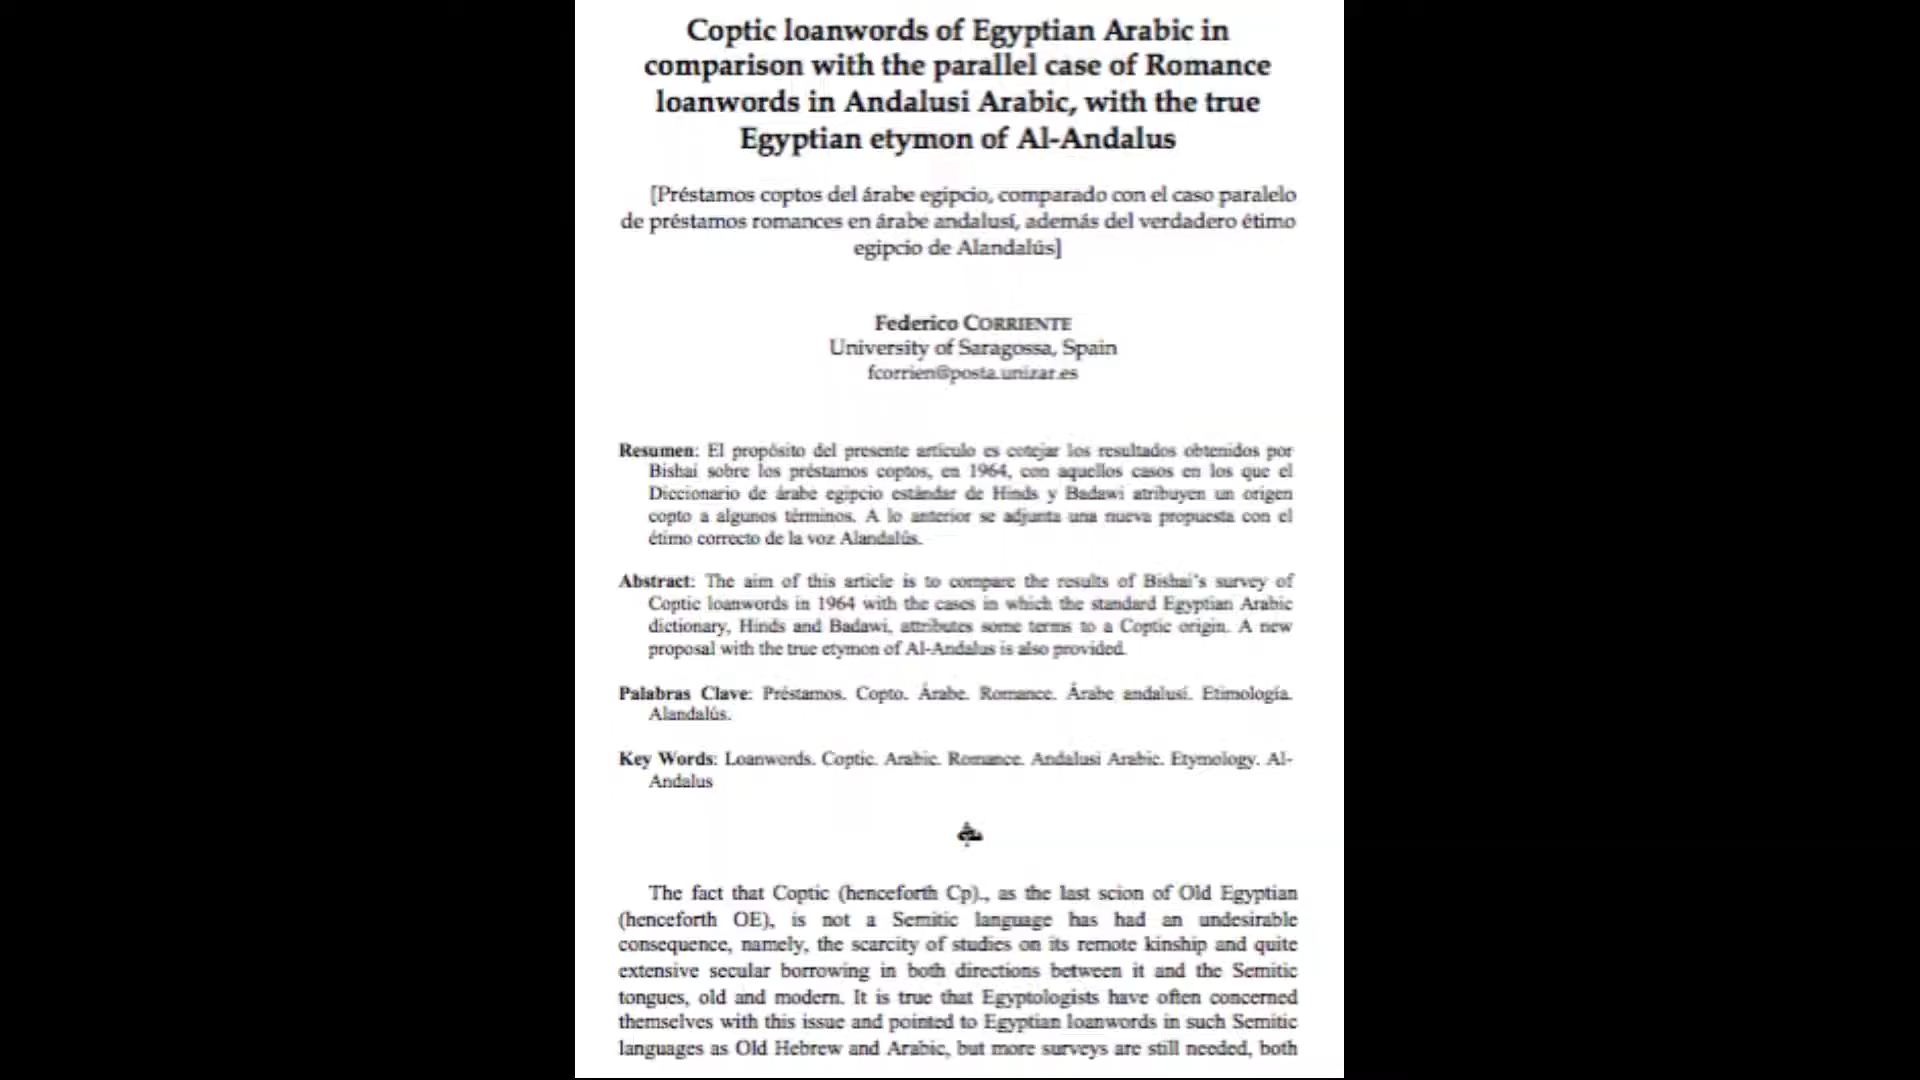 Coptic loanwords of Egyptian Arabic in
comparison with the parallel case of Romance
loanwords in Andalusi Arabic, with the true
Egyptian etymon of Al-Andalus
[Préstamos coptos del árabe egipcio, comparado con el caso paralelo
de préstamos romances en árabe andalusí, además del verdadero étimo
egipcio de Alandalús]
Federico CORRIENTE
University of Saragossa, Spain
fcorrien@posta.unizar.es
Resumen: El propósito del presente artículo es cotejar los resultados obtenidos por
Bishai sobre los préstamos coptos, en 1964, con aquellos casos en los que el
Diccionario de árabe egipcio estándar de Hinds y Badawi atribuyen un origen
copto a algunos términos. A lo anterior se adjunta una nueva propuesta con el
étimo correcto de la voz Alandalús.
Abstract: The aim of this article is to compare the results of Bishai's survey of
Coptic loanwords in 1964 with the cases in which the standard Egyptian Arabic
dictionary, Hinds and Badawi, attributes some terms to a Coptic origin. A new
proposal with the true etymon of Al-Andalus is also provided.
Palabras Clave: Préstamos. Copto. Árabe. Romance. Árabe andalusí. Etimología.
Alandalús.
Key Words: Loanwords. Coptic. Arabic. Romance. Andalusi Arabic. Etymology. Al-
Andalus
The fact that Coptic (henceforth Cp)., as the last scion of Old Egyptian
(henceforth OE), is not a Semitic language has had an undesirable
consequence, namely, the scarcity of studies on its remote kinship and quite
extensive secular borrowing in both directions between it and the Semitic
tongues, old and modern. It is true that Egyptologists have often concerned
themselves with this issue and pointed to Egyptian loanwords in such Semitic
languages as Old Hebrew and Arabic, but more surveys are still needed, both